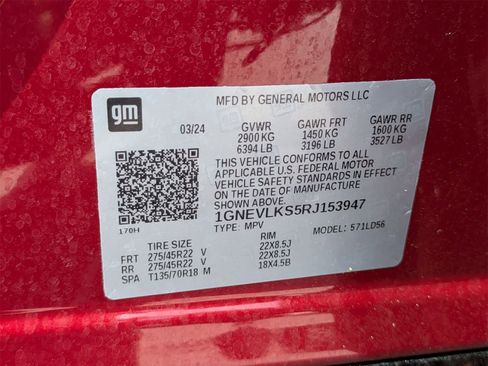 gm
MFD BY GENERAL MOTORS LLC
03/24 GVWR GAWR FRT GAWR RR
2900 KG 1450 KG 1600 KG
6394 LB 3196 LB 3527 LB
THIS VEHICLE CONFORMS TO ALL
APPLICABLE U.S. FEDERAL MOTOR
VEHICLE SAFETY STANDARDS IN EFFECT
ON THE DATE OF MANUFACTURE
SHOWN ABOVE.
1GNEVLKS5RJ153947
170H TYPE: MPV MODEL: 571LD56
TIRE SIZE RIM
FRT 275/45R22 V 22X8.5J
RR 275/45R22 V 22X8.5J
SPA T135/70R18 M 18X4.5B